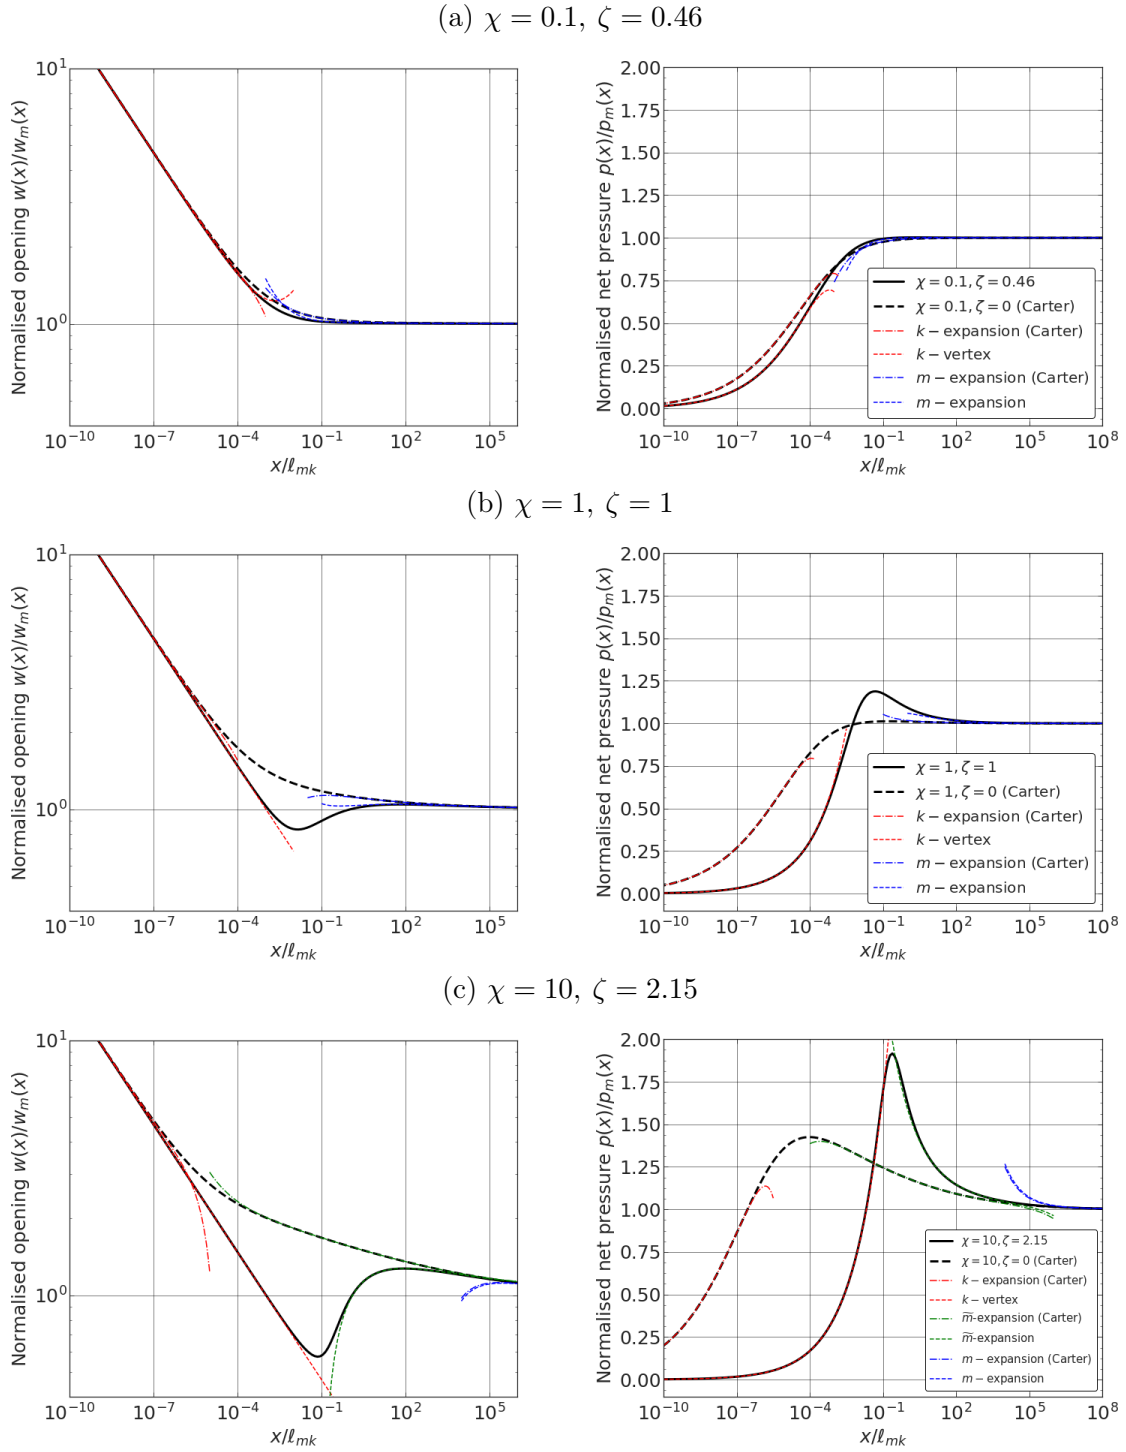 (a) χ = 0.1, ζ = 0.46
Normalised opening w(x)/w_m(x)
10^1
10^0
10^−10 10^−7 10^−4 10^−1 10^2 10^5
x/ℓ_mk
Normalised net pressure p(x)/p_m(x)
2.00
1.75
1.50
1.25
1.00
0.75
0.50
0.25
0.00
10^−10 10^−7 10^−4 10^−1 10^2 10^5 10^8
x/ℓ_mk
χ = 0.1, ζ = 0.46
χ = 0.1, ζ = 0 (Carter)
k − expansion (Carter)
k − vertex
m − expansion (Carter)
m − expansion
(b) χ = 1, ζ = 1
Normalised opening w(x)/w_m(x)
10^1
10^0
10^−10 10^−7 10^−4 10^−1 10^2 10^5
x/ℓ_mk
Normalised net pressure p(x)/p_m(x)
2.00
1.75
1.50
1.25
1.00
0.75
0.50
0.25
0.00
10^−10 10^−7 10^−4 10^−1 10^2 10^5 10^8
x/ℓ_mk
χ = 1, ζ = 1
χ = 1, ζ = 0 (Carter)
k − expansion (Carter)
k − vertex
m − expansion (Carter)
m − expansion
(c) χ = 10, ζ = 2.15
Normalised opening w(x)/w_m(x)
10^1
10^0
10^−10 10^−7 10^−4 10^−1 10^2 10^5
x/ℓ_mk
Normalised net pressure p(x)/p_m(x)
2.00
1.75
1.50
1.25
1.00
0.75
0.50
0.25
0.00
10^−10 10^−7 10^−4 10^−1 10^2 10^5 10^8
x/ℓ_mk
χ = 10, ζ = 2.15
χ = 10, ζ = 0 (Carter)
k − expansion (Carter)
k − vertex
m̃-expansion (Carter)
m̃-expansion
m − expansion (Carter)
m − expansion